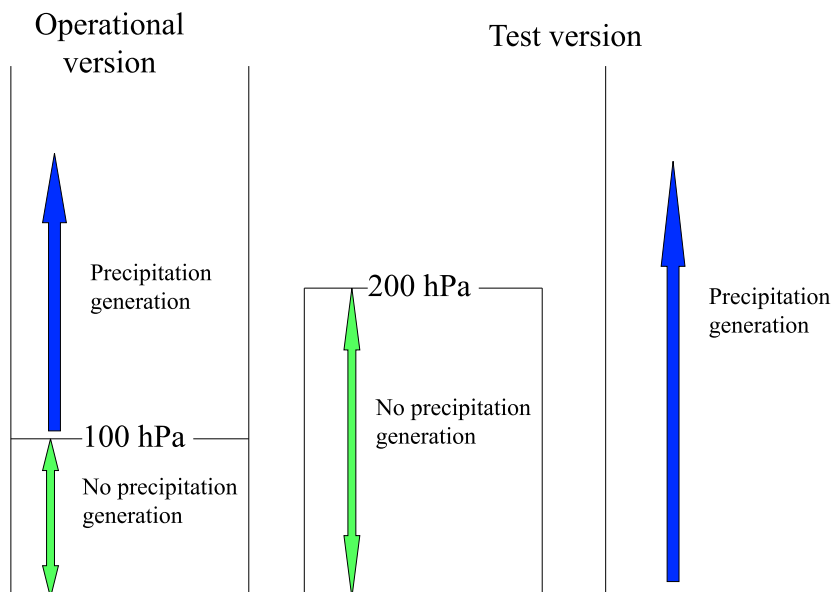 Operational
version
Test version
Precipitation
generation
100 hPa
No precipitation
generation
200 hPa
No precipitation
generation
Precipitation
generation